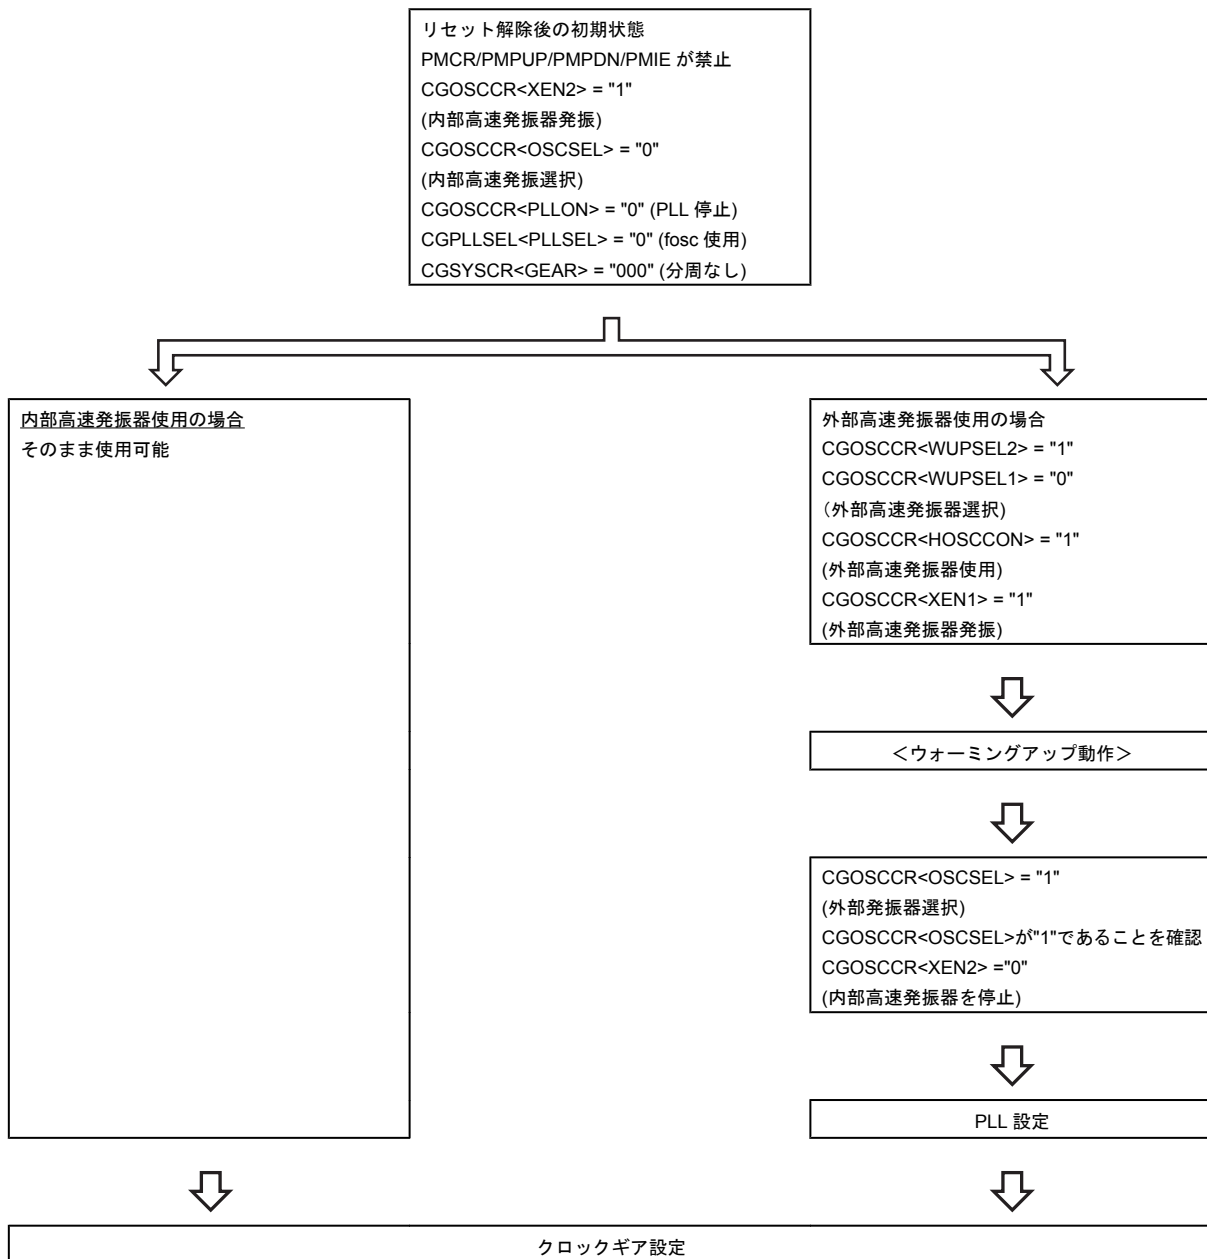 リセット解除後の初期状態
PMCR/PMPUP/PMPDN/PMIE が禁止
CGOSCCR<XEN2> = "1"
(内部高速発振器発振)
CGOSCCR<OSCSEL> = "0"
(内部高速発振選択)
CGOSCCR<PLLON> = "0" (PLL 停止)
CGPLLSEL<PLLSEL> = "0" (fosc 使用)
CGSYSCR<GEAR> = "000" (分周なし)
内部高速発振器使用の場合
そのまま使用可能
外部高速発振器使用の場合
CGOSCCR<WUPSEL2> = "1"
CGOSCCR<WUPSEL1> = "0"
（外部高速発振器選択)
CGOSCCR<HOSCCON> = "1"
(外部高速発振器使用)
CGOSCCR<XEN1> = "1"
(外部高速発振器発振)
＜ウォーミングアップ動作＞
CGOSCCR<OSCSEL> = "1"
(外部発振器選択)
CGOSCCR<OSCSEL>が"1"であることを確認
CGOSCCR<XEN2> ="0"
(内部高速発振器を停止)
PLL 設定
クロックギア設定